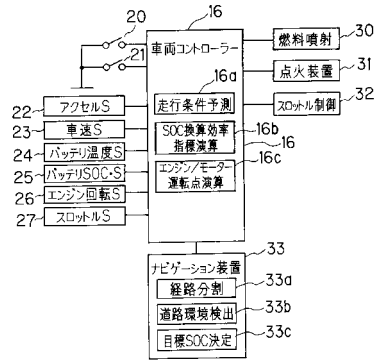 20
21
16
車両コントローラー
燃料噴射 30
点火装置 31
スロットル制御 32
16a
走行条件予測
SOC換算効率
指標演算
16b
16
16c
エンジン/モーター
運転点演算
22 アクセルS
23 車速S
24 バッテリ温度S
25 バッテリSOC・S
26 エンジン回転S
27 スロットルS
33
ナビゲーション装置
33a
経路分割
33b
道路環境検出
33c
目標SOC決定